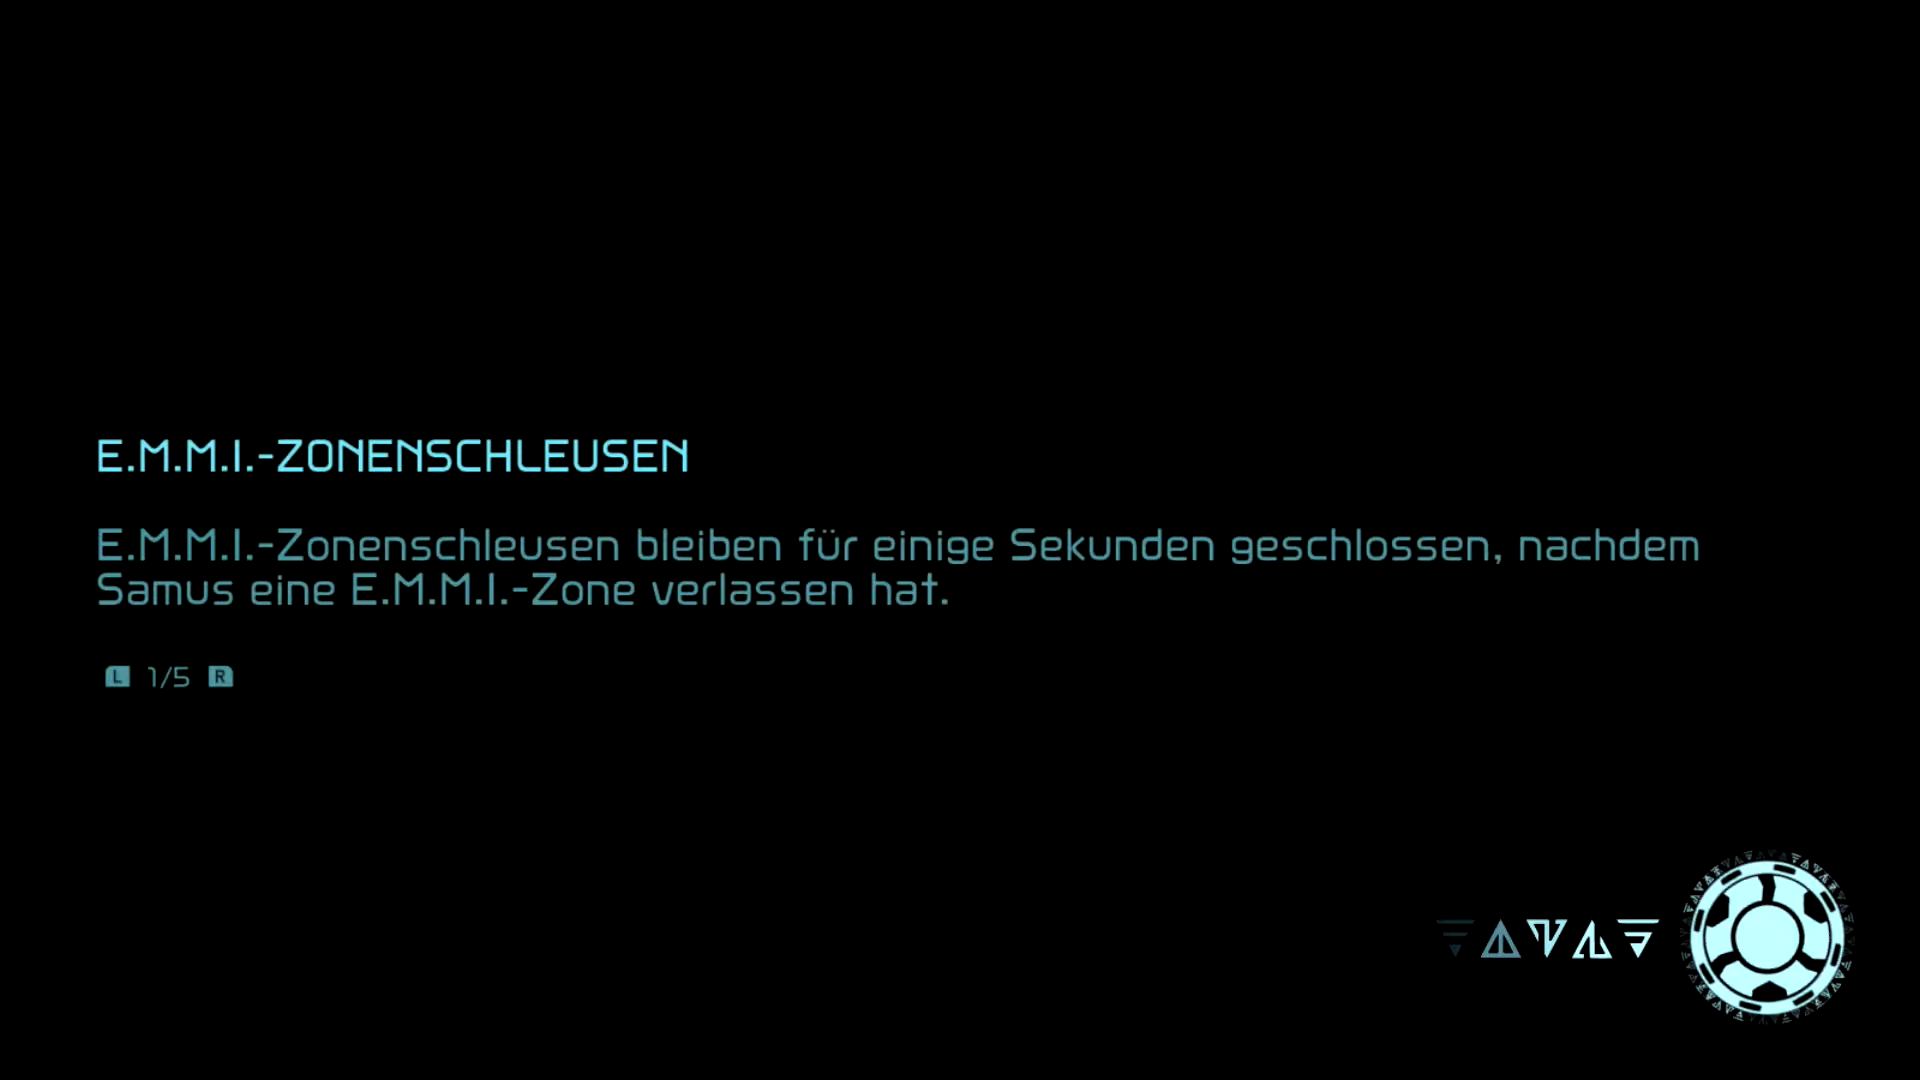 E.M.M.I.-ZONENSCHLEUSEN
E.M.M.I.-Zonenschleusen bleiben für einige Sekunden geschlossen, nachdem
Samus eine E.M.M.I.-Zone verlassen hat.
L 1/5 R